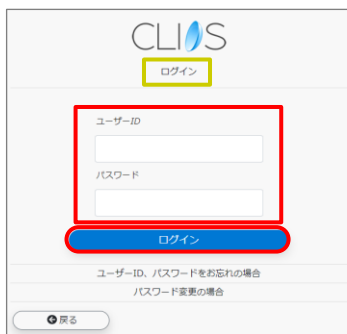 CLIOS
ログイン
ユーザーID
パスワード
ログイン
ユーザーID、パスワードをお忘れの場合
パスワード変更の場合
戻る